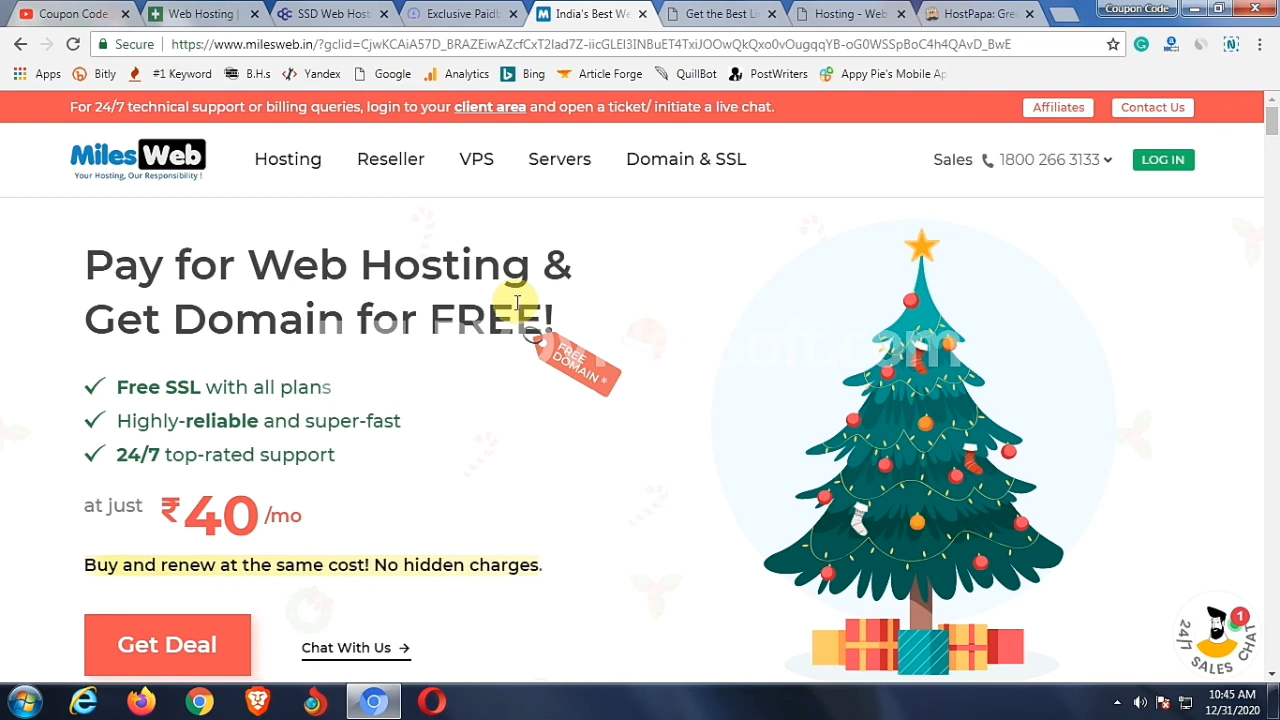 Coupon Code
Web Hosting |
SSD Web Host
Exclusive Paid
India's Best We
Get the Best Li
Hosting - Web
HostPapa: Gre
Coupon Code
Secure
https://www.milesweb.in/?gclid=CjwKCAiA57D_BRAZEiwAZcfCxT2lad7Z-iicGLEI3INBuET4TxiJOOwQkQxo0vOugqqYB-oG0WSSpBoC4h4QAvD_BwE
Apps
Bitly
#1 Keyword
B.H.s
Yandex
Google
Analytics
Bing
Article Forge
QuillBot
PostWriters
Appy Pie's Mobile Ap
For 24/7 technical support or billing queries, login to your client area and open a ticket/ initiate a live chat.
Affiliates
Contact Us
MilesWeb
Your Hosting, Our Responsibility!
Hosting
Reseller
VPS
Servers
Domain & SSL
Sales
1800 266 3133
LOG IN
Pay for Web Hosting &
Get Domain for FREE!
FREE
DOMAIN *
Free SSL with all plans
Highly-reliable and super-fast
24/7 top-rated support
at just ₹40 /mo
Buy and renew at the same cost! No hidden charges.
Get Deal
Chat With Us →
1
24/7 SALES CHAT
10:45 AM
12/31/2020